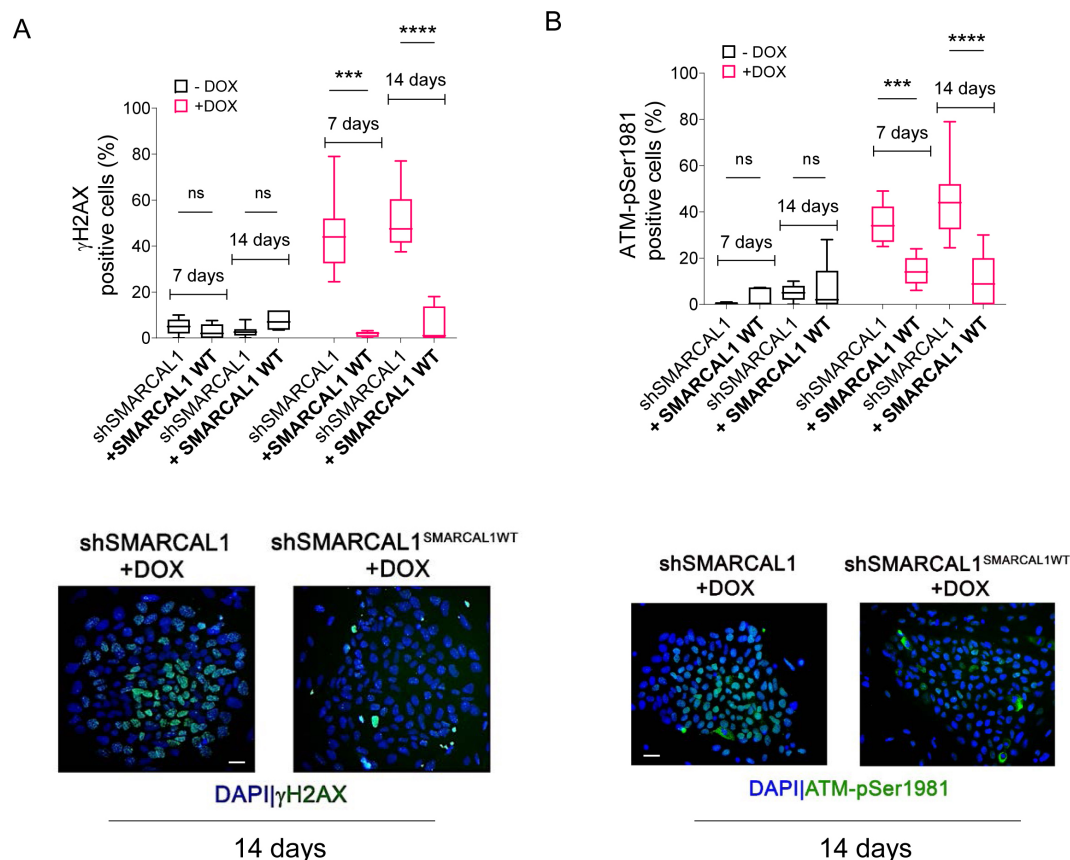 A
- DOX
+DOX
γH2AX
positive cells (%)
100
80
60
40
20
0
ns
ns
***
****
7 days
14 days
7 days
14 days
shSMARCAL1
+SMARCAL1 WT
shSMARCAL1
+ SMARCAL1 WT
shSMARCAL1
+SMARCAL1 WT
shSMARCAL1
+ SMARCAL1 WT
shSMARCAL1
+DOX
shSMARCAL1SMARCAL1WT
+DOX
DAPI|γH2AX
14 days
B
- DOX
+DOX
ATM-pSer1981
positive cells (%)
100
80
60
40
20
0
ns
ns
***
****
7 days
14 days
7 days
14 days
shSMARCAL1
+ SMARCAL1 WT
shSMARCAL1
+ SMARCAL1 WT
shSMARCAL1
+ SMARCAL1 WT
shSMARCAL1
+ SMARCAL1 WT
shSMARCAL1
+DOX
shSMARCAL1SMARCAL1WT
+DOX
DAPI|ATM-pSer1981
14 days